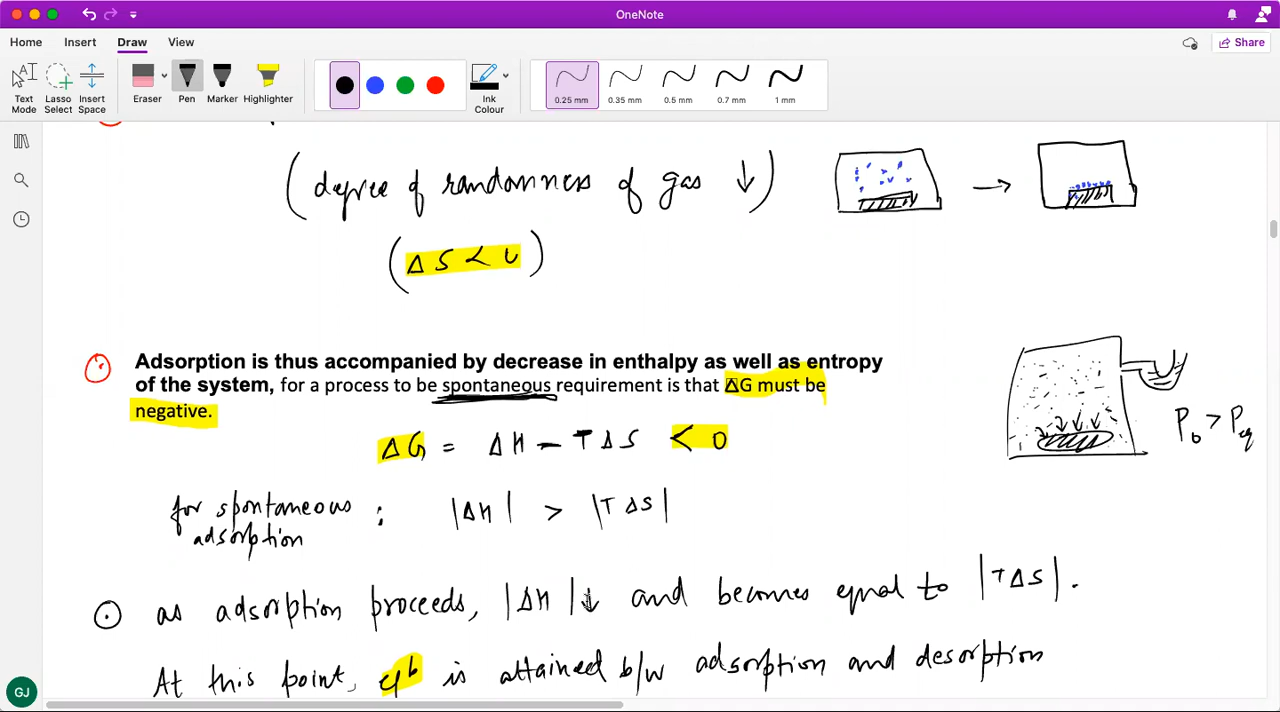 OneNote
Home Insert Draw View
Share
Text Mode
Lasso Select
Insert Space
Eraser
Pen
Marker
Highlighter
Ink Colour
0.25 mm
0.35 mm
0.5 mm
0.7 mm
1 mm
(degree of randomness of gas ↓)
(Δ S < 0)
Adsorption is thus accompanied by decrease in enthalpy as well as entropy
of the system, for a process to be spontaneous requirement is that ΔG must be
negative.
ΔG = ΔH - TΔS < 0
P₀ > Peq
for spontaneous
adsorption : |ΔH| > |TΔS|
as adsorption proceeds, |ΔH| ↓ and becomes equal to |TΔS|.
At this point, eqb is attained b/w adsorption and desorption
GJ